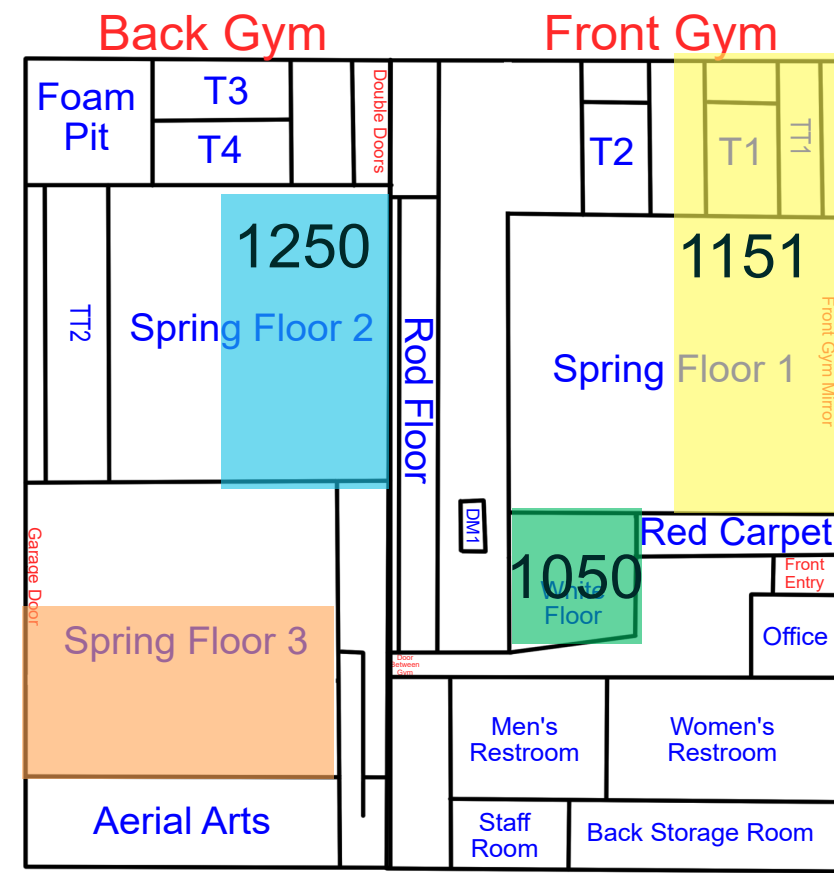 Back Gym
Front Gym
Foam
Pit
T3
T4
Double Doors
T2
T1
TT1
1250
1151
TT2
Spring Floor 2
Rod Floor
Spring Floor 1
Front Gym Mirror
DM1
Red Carpet
Garage Door
1050
White
Floor
Front
Entry
Spring Floor 3
Office
Door
Between
Gym
Men's
Restroom
Women's
Restroom
Aerial Arts
Staff
Room
Back Storage Room